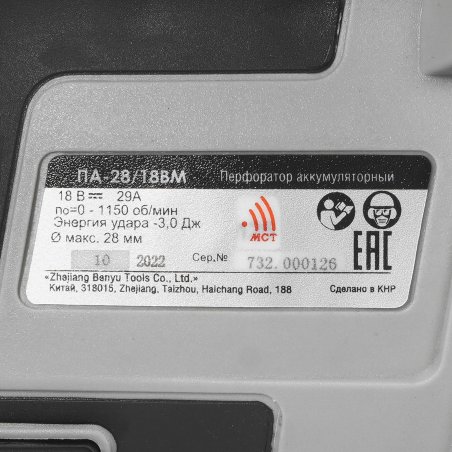 ПА-28/18ВМ Перфоратор аккумуляторный
18 В 29А
n₀=0 - 1150 об/мин
Энергия удара -3,0 Дж
Ø макс. 28 мм
МСТ
EAC
10 2022 Сер.№ 732.000126
«Zhejiang Benyu Tools Co., Ltd.»
Китай, 318015, Zhejiang, Taizhou, Haichang Road, 188 Сделано в КНР